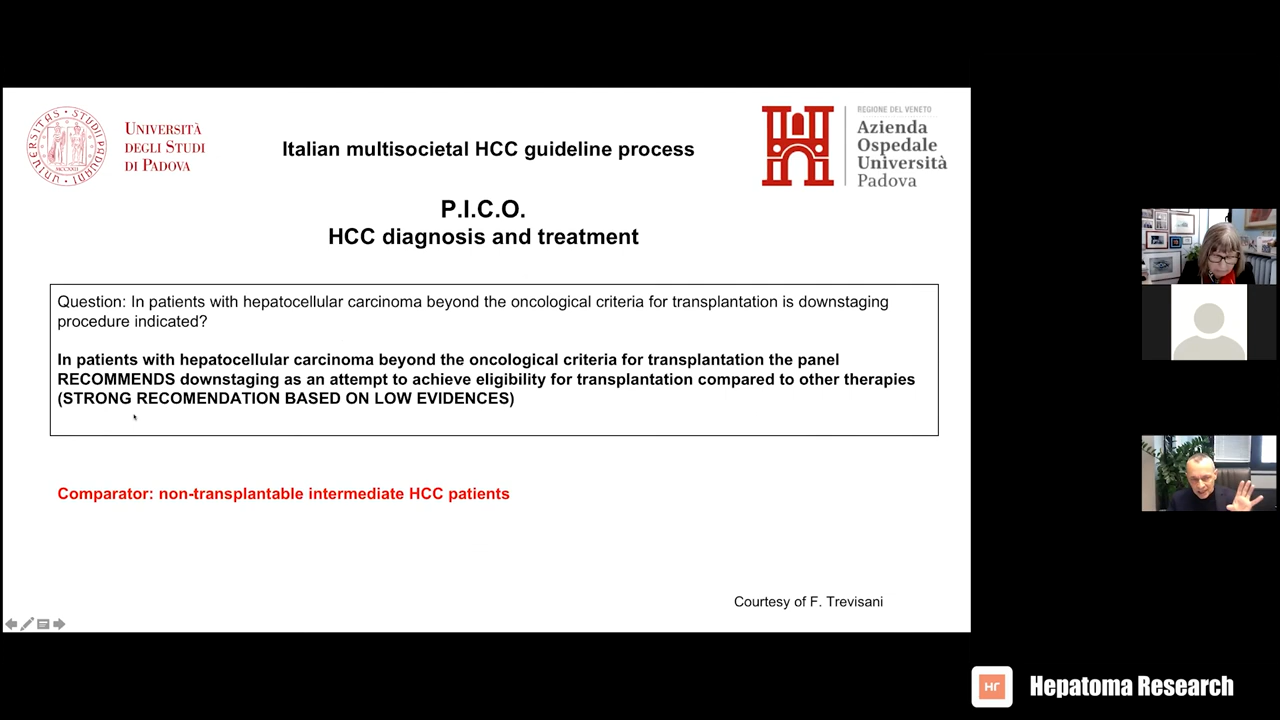 UNIVERSITÀ
DEGLI STUDI
DI PADOVA
Italian multisocietal HCC guideline process
REGIONE DEL VENETO
Azienda
Ospedale
Università
Padova
P.I.C.O.
HCC diagnosis and treatment
Question: In patients with hepatocellular carcinoma beyond the oncological criteria for transplantation is downstaging
procedure indicated?
In patients with hepatocellular carcinoma beyond the oncological criteria for transplantation the panel
RECOMMENDS downstaging as an attempt to achieve eligibility for transplantation compared to other therapies
(STRONG RECOMENDATION BASED ON LOW EVIDENCES)
Comparator: non-transplantable intermediate HCC patients
Courtesy of F. Trevisani
Hr Hepatoma Research